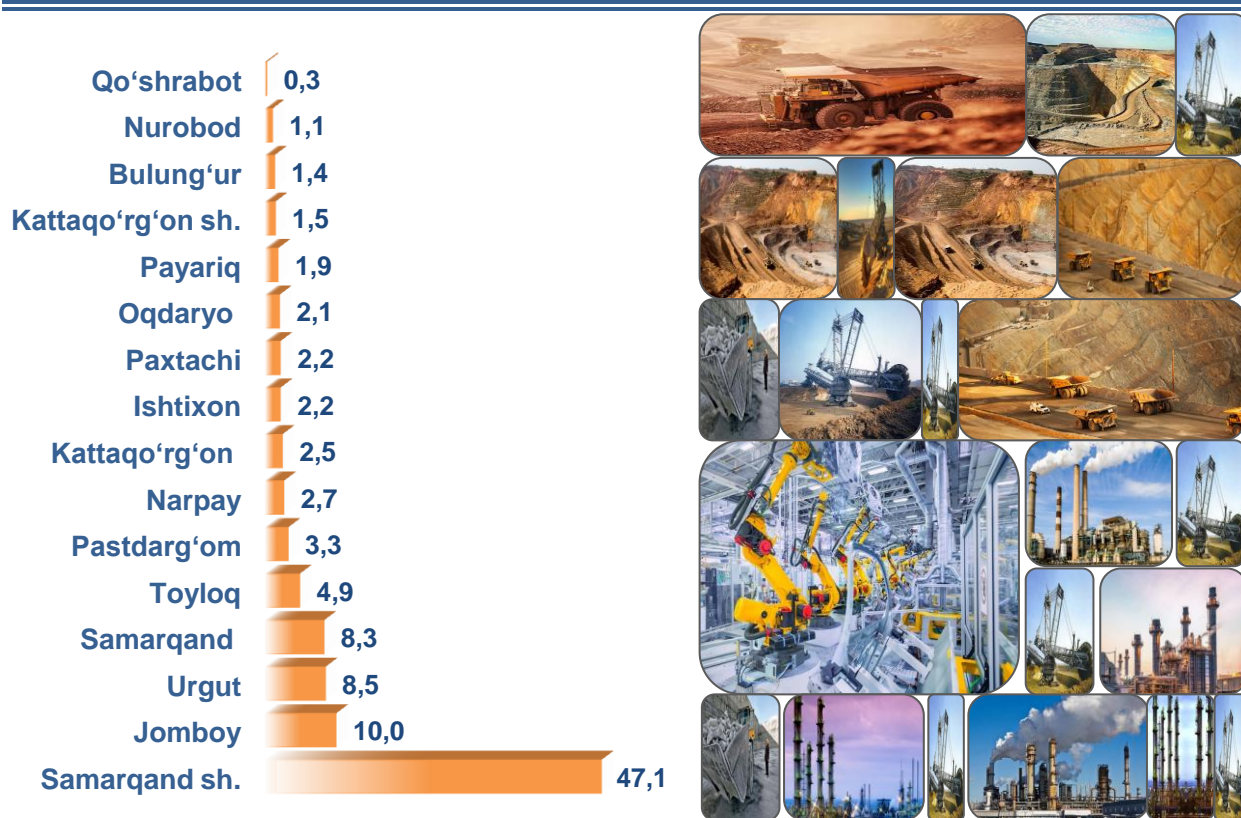 Qo‘shrabot 0,3
Nurobod 1,1
Bulung‘ur 1,4
Kattaqo‘rg‘on sh. 1,5
Payariq 1,9
Oqdaryo 2,1
Paxtachi 2,2
Ishtixon 2,2
Kattaqo‘rg‘on 2,5
Narpay 2,7
Pastdarg‘om 3,3
Toyloq 4,9
Samarqand 8,3
Urgut 8,5
Jomboy 10,0
Samarqand sh. 47,1